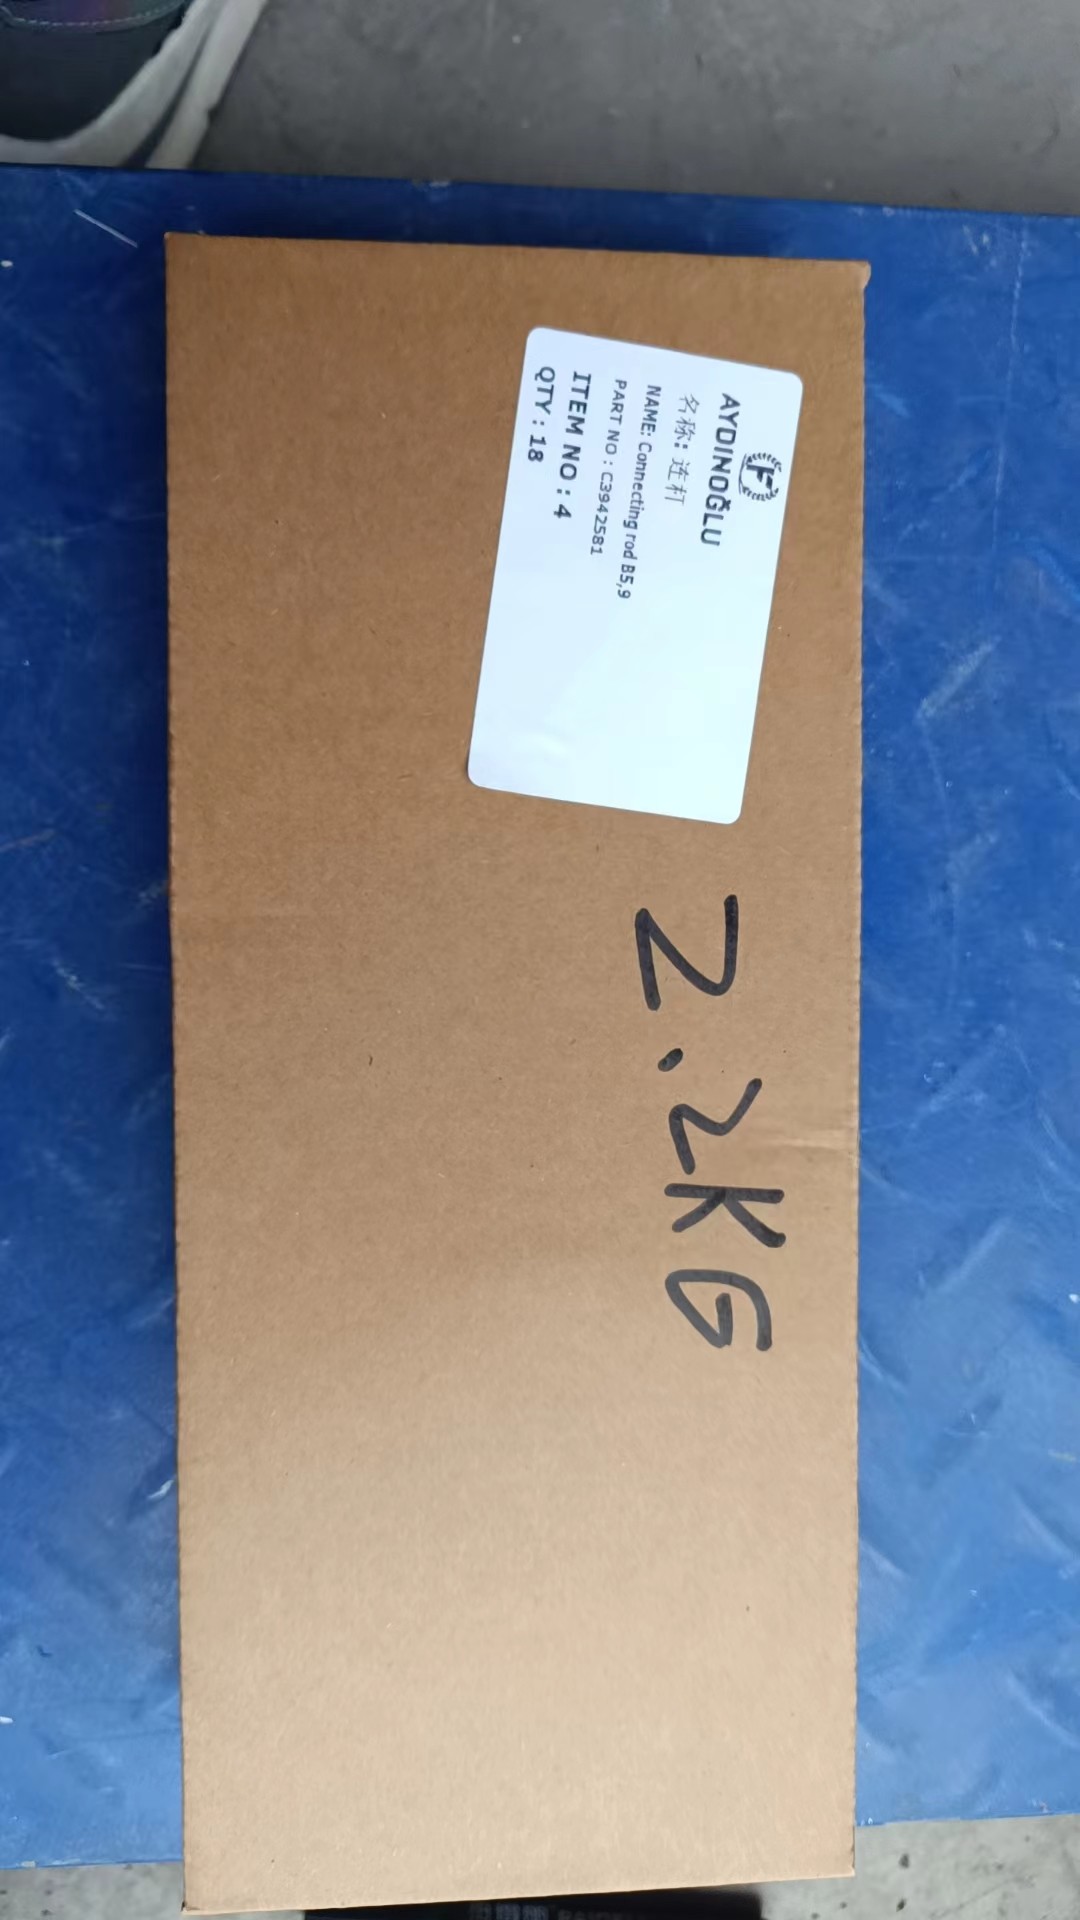 F
AYDINOĞLU
名称: 连杆
NAME: Connecting rod B5,9
PART NO : C3942581
ITEM NO : 4
QTY : 18
2.2KG